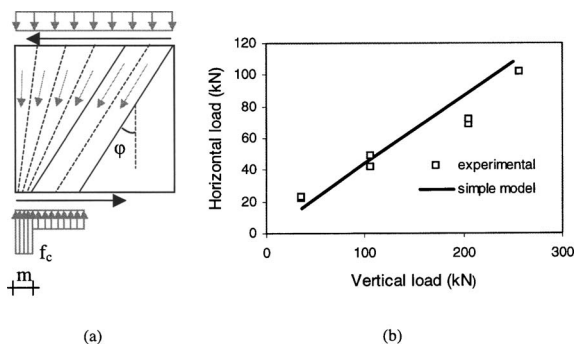 φ
f_c
m
(a)
Horizontal load (kN)
120
100
80
60
40
20
0
experimental
simple model
0 100 200 300
Vertical load (kN)
(b)